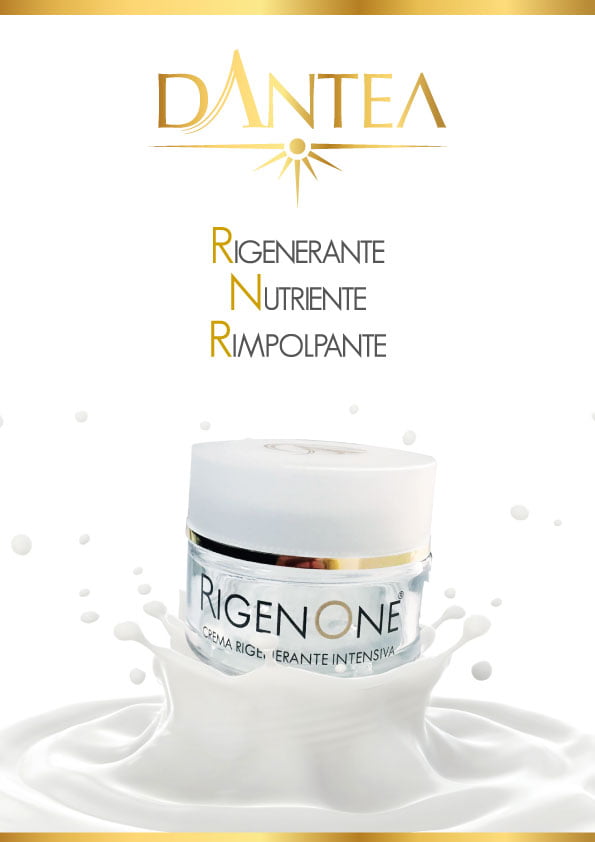 DANTEA
RIGENERANTE
NUTRIENTE
RIMPOLPANTE
RIGENONE®
CREMA RIGENERANTE INTENSIVA